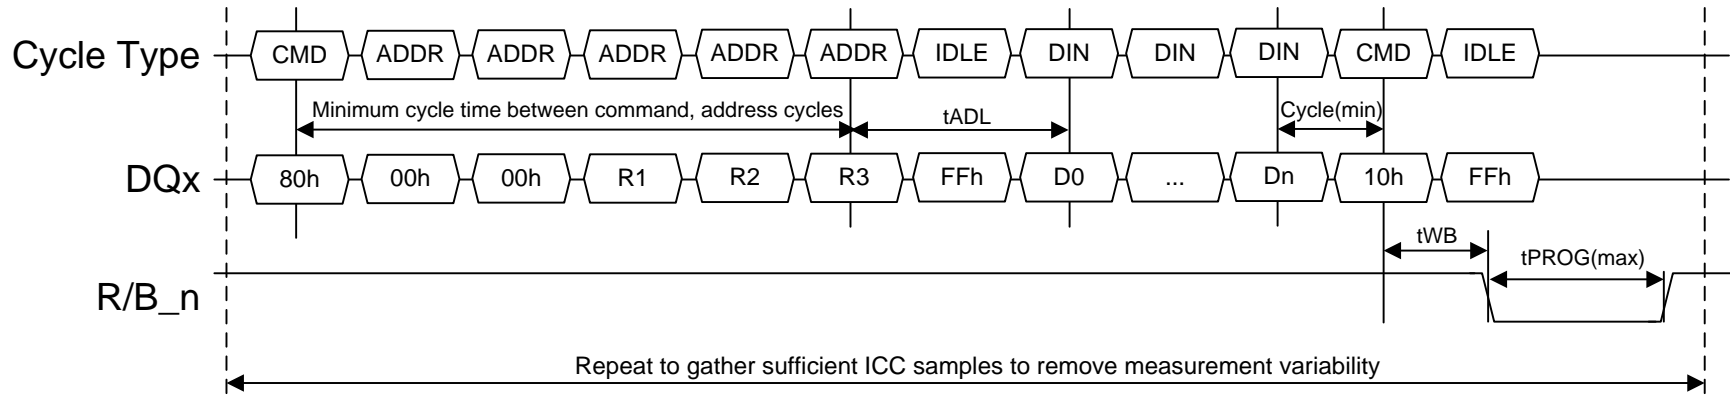 Cycle Type CMD ADDR ADDR ADDR ADDR ADDR IDLE DIN DIN DIN CMD IDLE
Minimum cycle time between command, address cycles tADL Cycle(min)
DQx 80h 00h 00h R1 R2 R3 FFh D0 ... Dn 10h FFh
tWB tPROG(max)
R/B_n
Repeat to gather sufficient ICC samples to remove measurement variability